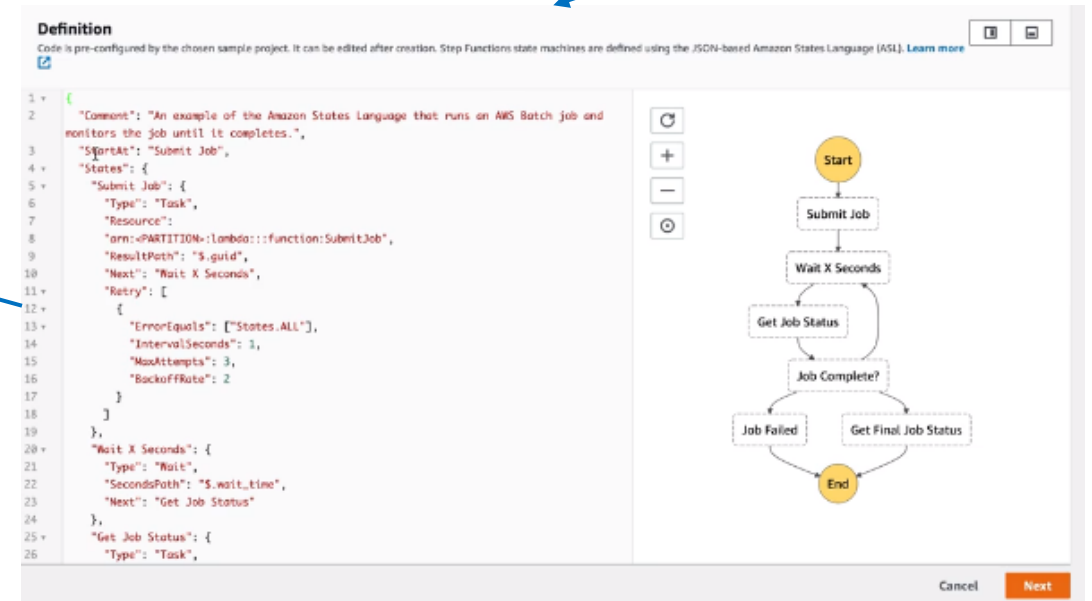 Definition
Code is pre-configured by the chosen sample project. It can be edited after creation. Step Functions state machines are defined using the JSON-based Amazon States Language (ASL). Learn more
1 {
2 "Comment": "An example of the Amazon States Language that runs an AWS Batch job and
monitors the job until it completes.",
3 "StartAt": "Submit Job",
4 "States": {
5 "Submit Job": {
6 "Type": "Task",
7 "Resource":
8 "arn:<PARTITION>:lambda:::function:SubmitJob",
9 "ResultPath": "$.guid",
10 "Next": "Wait X Seconds",
11 "Retry": [
12 {
13 "ErrorEquals": ["States.ALL"],
14 "IntervalSeconds": 1,
15 "MaxAttempts": 3,
16 "BackoffRate": 2
17 }
18 ]
19 },
20 "Wait X Seconds": {
21 "Type": "Wait",
22 "SecondsPath": "$.wait_time",
23 "Next": "Get Job Status"
24 },
25 "Get Job Status": {
26 "Type": "Task",
Start
Submit Job
Wait X Seconds
Get Job Status
Job Complete?
Job Failed
Get Final Job Status
End
Cancel
Next